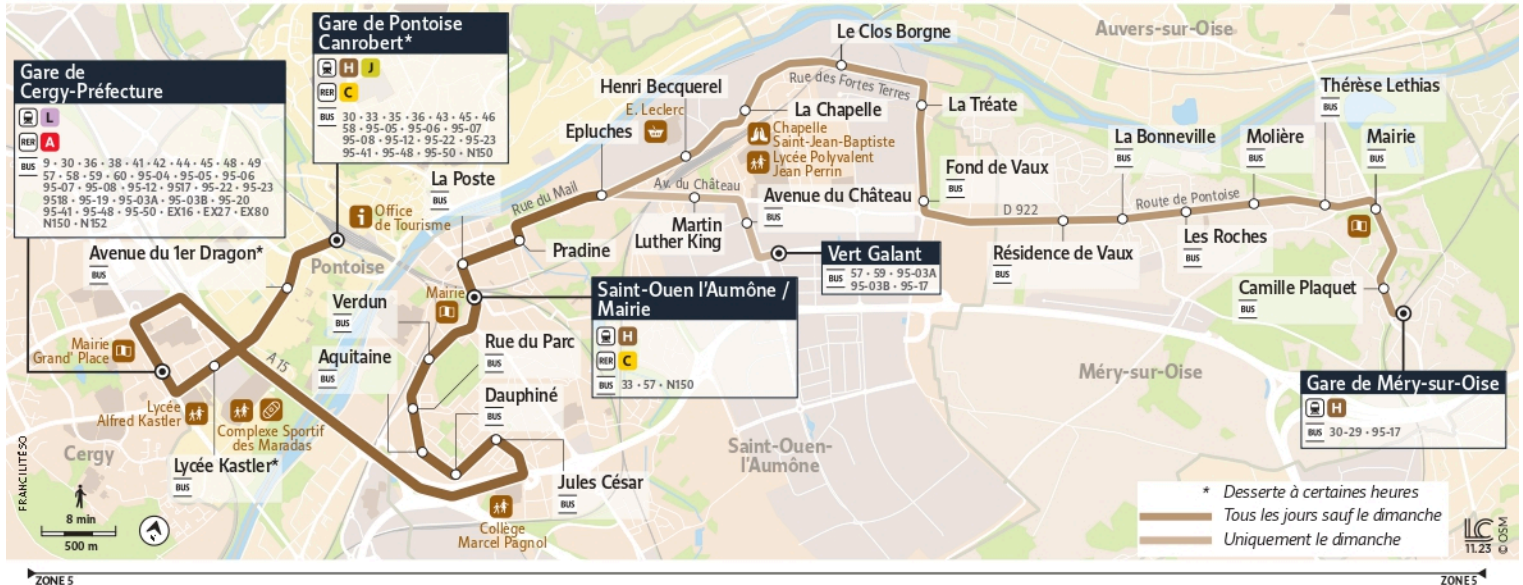 Gare de
Cergy-Préfecture
L
RER A
BUS
9 • 30 • 36 • 38 • 41 • 42 • 44 • 45 • 48 • 49
57 • 58 • 59 • 60 • 95-04 • 95-05 • 95-06
95-07 • 95-08 • 95-12 • 9517 • 95-22 • 95-23
9518 • 95-19 • 95-03A • 95-03B • 95-20
95-41 • 95-48 • 95-50 • EX16 • EX27 • EX80
N150 • N152
Gare de Pontoise
Canrobert*
H J
RER C
BUS
30 • 33 • 35 • 36 • 43 • 45 • 46
58 • 95-05 • 95-06 • 95-07
95-08 • 95-12 • 95-22 • 95-23
95-41 • 95-48 • 95-50 • N150
Avenue du 1er Dragon*
BUS
Office
de Tourisme
Pontoise
Mairie
Grand' Place
A 15
Lycée
Alfred Kastler
Complexe Sportif
des Maradas
Cergy
Lycée Kastler*
BUS
Verdun
BUS
Aquitaine
BUS
La Poste
BUS
Mairie
Rue du Mail
Pradine
Saint-Ouen l'Aumône /
Mairie
H
RER C
BUS 33 • 57 • N150
Rue du Parc
BUS
Dauphiné
BUS
Jules César
BUS
Collège
Marcel Pagnol
Henri Becquerel
E. Leclerc
Epluches
Av. du Château
Martin
Luther King
Avenue du Château
BUS
Vert Galant
BUS 57 • 59 • 95-03A
95-03B • 95-17
Le Clos Borgne
Rue des Fortes Terres
La Chapelle
Chapelle
Saint-Jean-Baptiste
Lycée Polyvalent
Jean Perrin
La Tréate
Fond de Vaux
BUS
Auvers-sur-Oise
D 922
Résidence de Vaux
BUS
La Bonneville
BUS
Route de Pontoise
Les Roches
BUS
Molière
BUS
Thérèse Lethias
BUS
Mairie
BUS
Camille Plaquet
BUS
Méry-sur-Oise
Gare de Méry-sur-Oise
H
BUS 30-29 • 95-17
Saint-Ouen-
l'Aumône
FRANCILITÉ SO
8 min
500 m
* Desserte à certaines heures
Tous les jours sauf le dimanche
Uniquement le dimanche
LC
11.23
© OSM
ZONE 5
ZONE 5